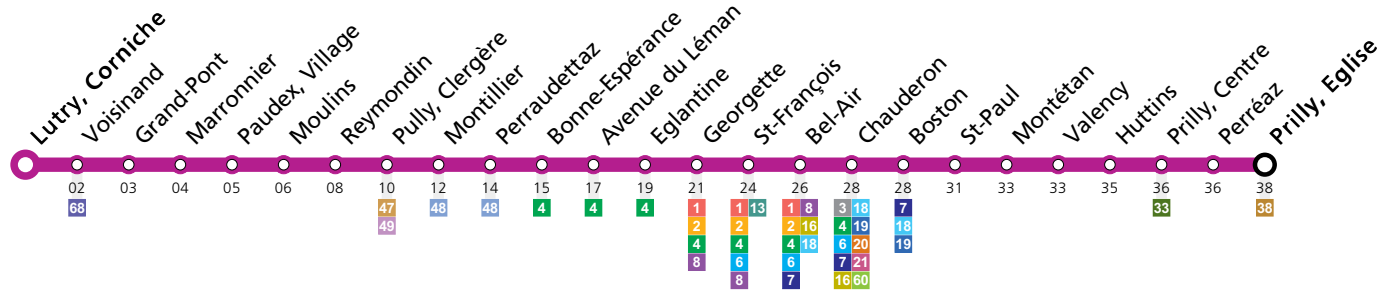 Lutry, Corniche
Voisinand
Grand-Pont
Marronnier
Paudex, Village
Moulins
Reymondin
Pully, Clergère
Montillier
Perraudettaz
Bonne-Espérance
Avenue du Léman
Eglantine
Georgette
St-François
Bel-Air
Chauderon
Boston
St-Paul
Montétan
Valency
Huttins
Prilly, Centre
Perréaz
Prilly, Eglise
02 03 04 05 06 08 10 12 14 15 17 19 21 24 26 28 28 31 33 33 35 36 36 38
68 47 48 48 4 4 4 1 1 13 1 8 3 18 7 33 38
49 2 2 2 16 4 19 18
4 4 4 18 6 20 19
8 6 6 7 21
8 7 16 60